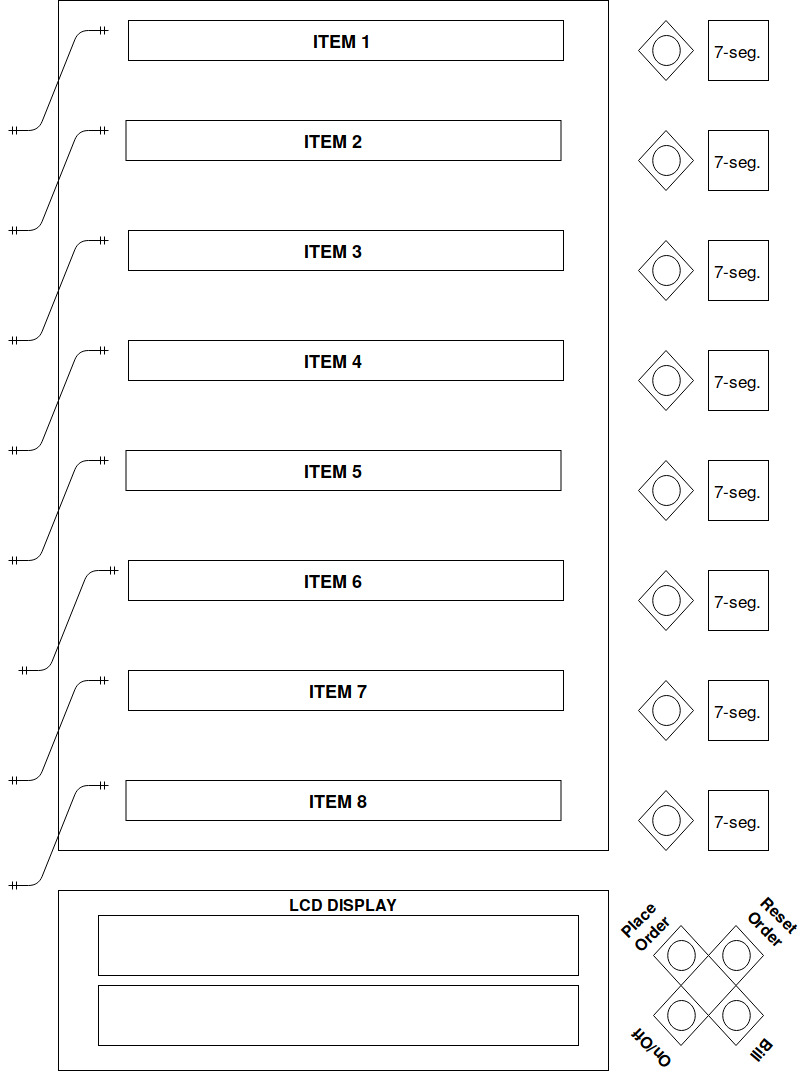 ITEM 1
7-seg.
ITEM 2
7-seg.
ITEM 3
7-seg.
ITEM 4
7-seg.
ITEM 5
7-seg.
ITEM 6
7-seg.
ITEM 7
7-seg.
ITEM 8
7-seg.
LCD DISPLAY
Place
Order
Reset
Order
On/Off
Bill